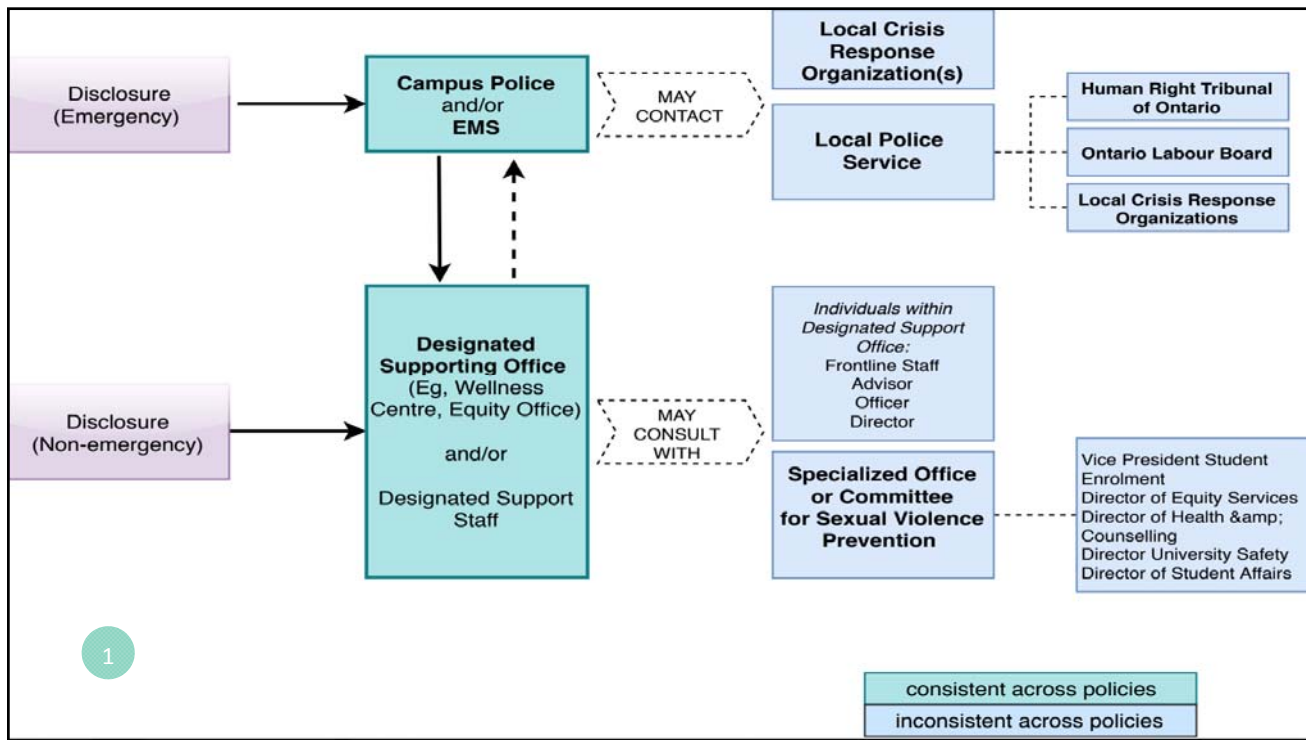 Disclosure
(Emergency)
Campus Police
and/or
EMS
MAY
CONTACT
Local Crisis
Response
Organization(s)
Local Police
Service
Human Right Tribunal
of Ontario
Ontario Labour Board
Local Crisis Response
Organizations
Disclosure
(Non-emergency)
Designated
Supporting Office
(Eg, Wellness
Centre, Equity Office)
and/or
Designated Support
Staff
MAY
CONSULT
WITH
Individuals within
Designated Support
Office:
Frontline Staff
Advisor
Officer
Director
Specialized Office
or Committee
for Sexual Violence
Prevention
Vice President Student
Enrolment
Director of Equity Services
Director of Health &amp;
Counselling
Director University Safety
Director of Student Affairs
1
consistent across policies
inconsistent across policies